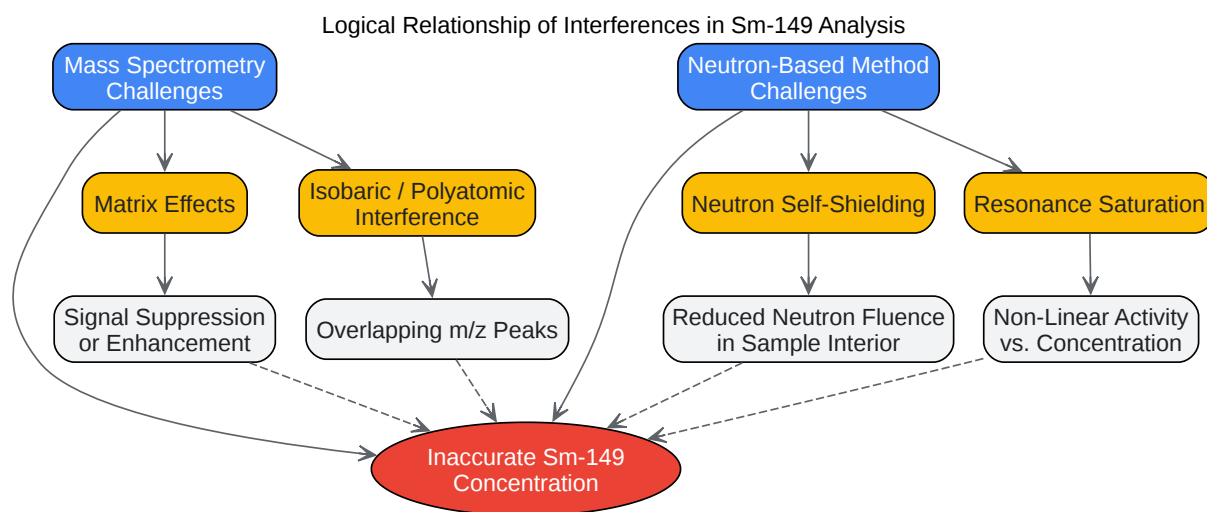 Logical Relationship of Interferences in Sm-149 Analysis
Mass Spectrometry
Challenges
Neutron-Based Method
Challenges
Matrix Effects
Isobaric / Polyatomic
Interference
Neutron Self-Shielding
Resonance Saturation
Signal Suppression
or Enhancement
Overlapping m/z Peaks
Reduced Neutron Fluence
in Sample Interior
Non-Linear Activity
vs. Concentration
Inaccurate Sm-149
Concentration